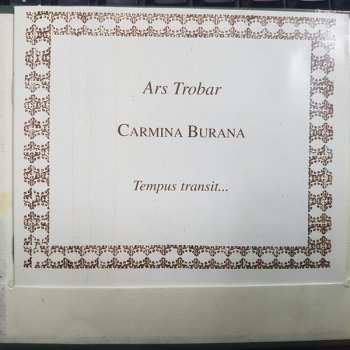 Ars Trobar
CARMINA BURANA
Tempus transit...